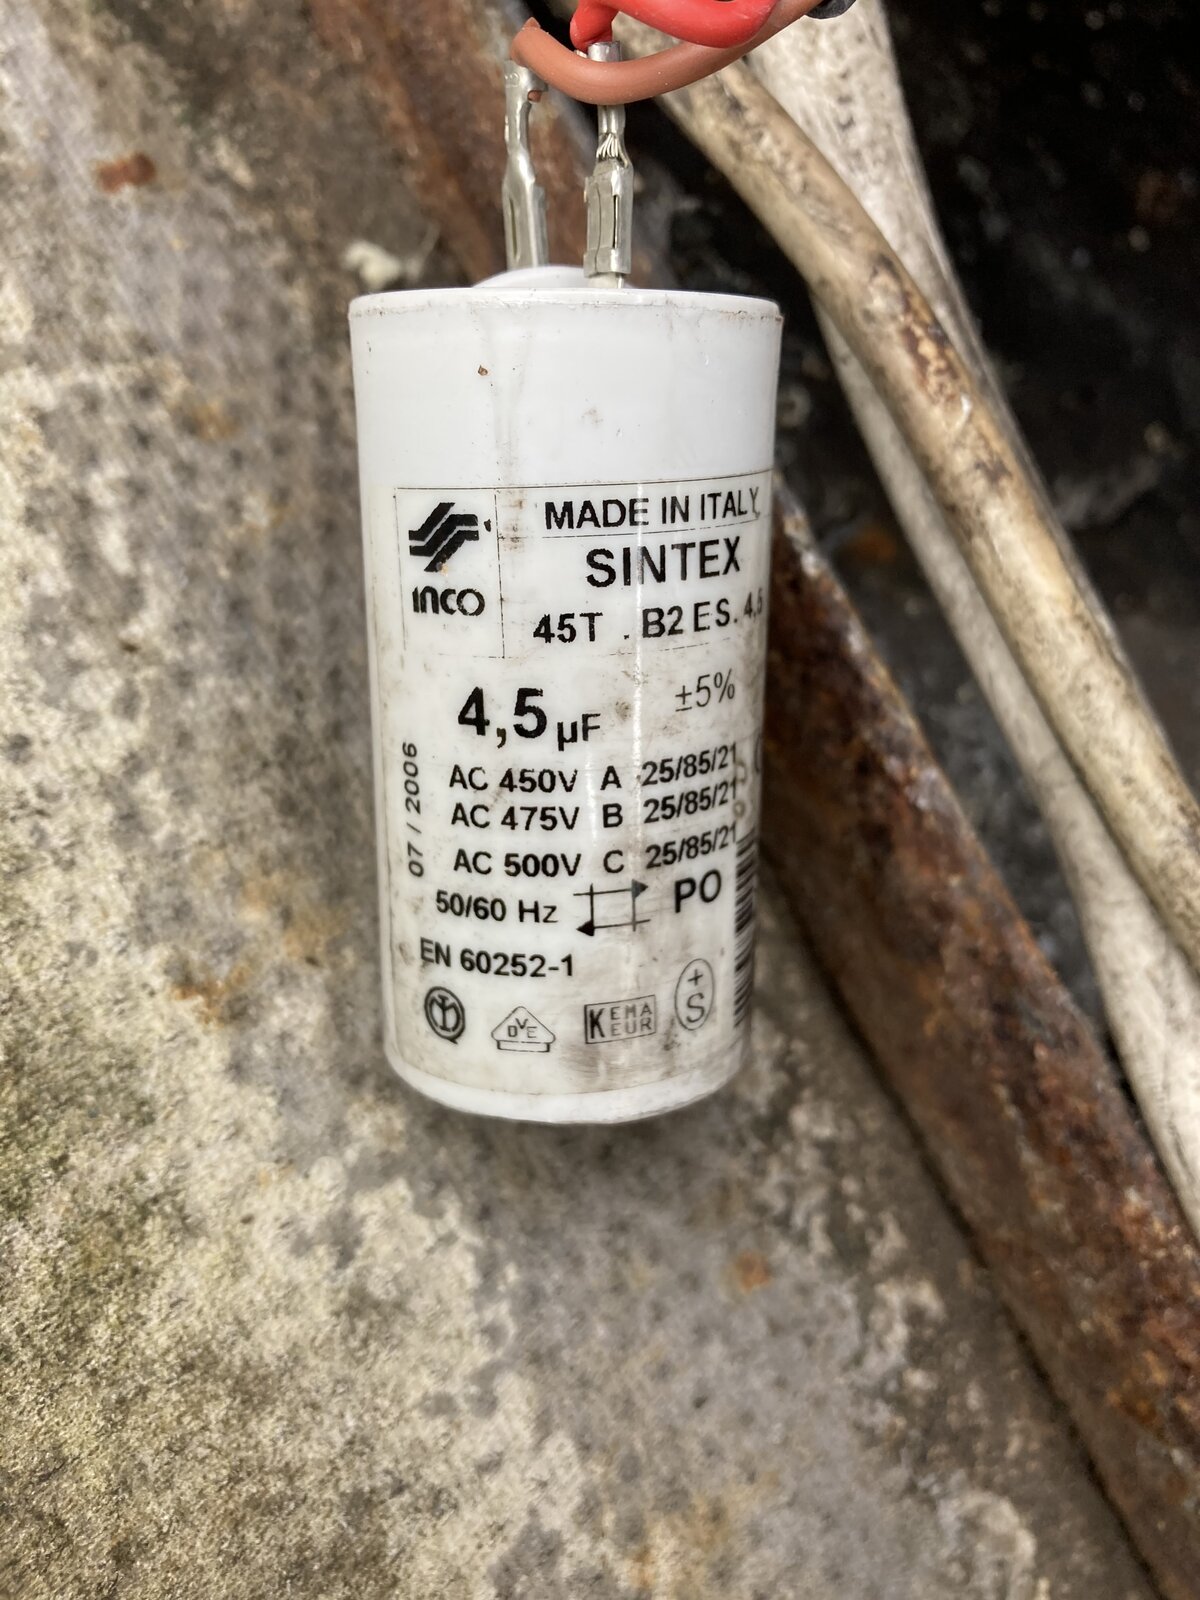 MADE IN ITALY
INCO
SINTEX
45T . B2 ES. 4,5
4,5 µF ±5%
AC 450V A 25/85/21
AC 475V B 25/85/21
AC 500V C 25/85/21
50/60 Hz PO
EN 60252-1
07 / 2006
OVE
KEMA
EUR
+
S